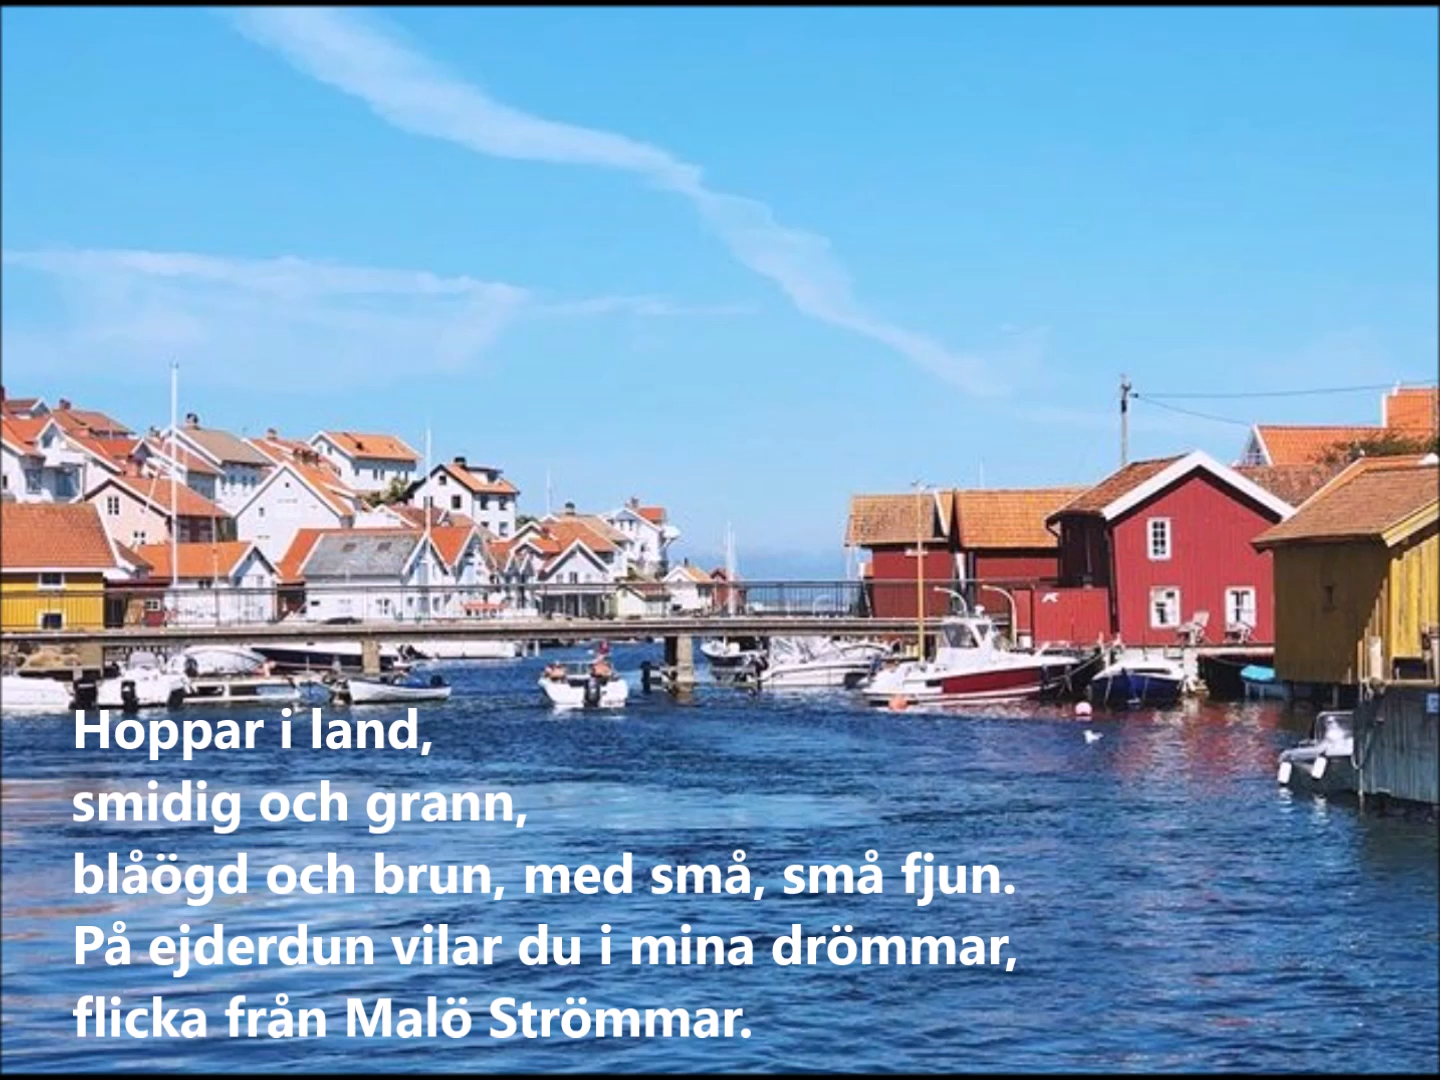 Hoppar i land,
smidig och grann,
blåögd och brun, med små, små fjun.
På ejderdun vilar du i mina drömmar,
flicka från Malö Strömmar.